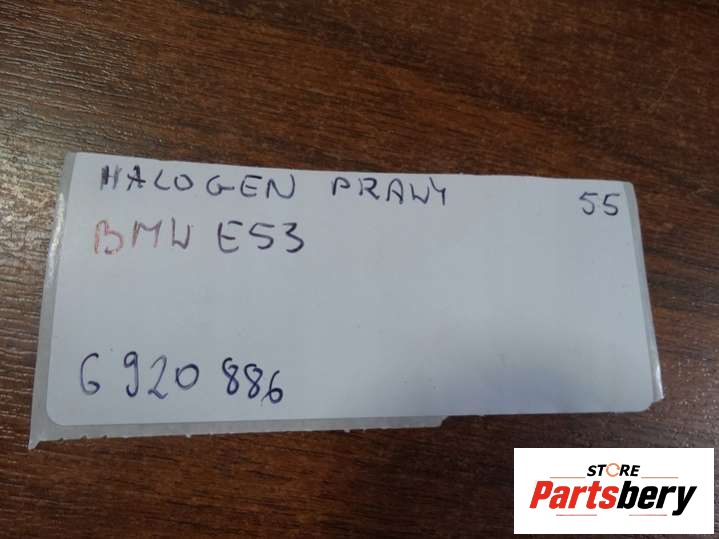 HALOGEN PRAWY 55
BMW E53
6 920 886
STORE
Partsbery